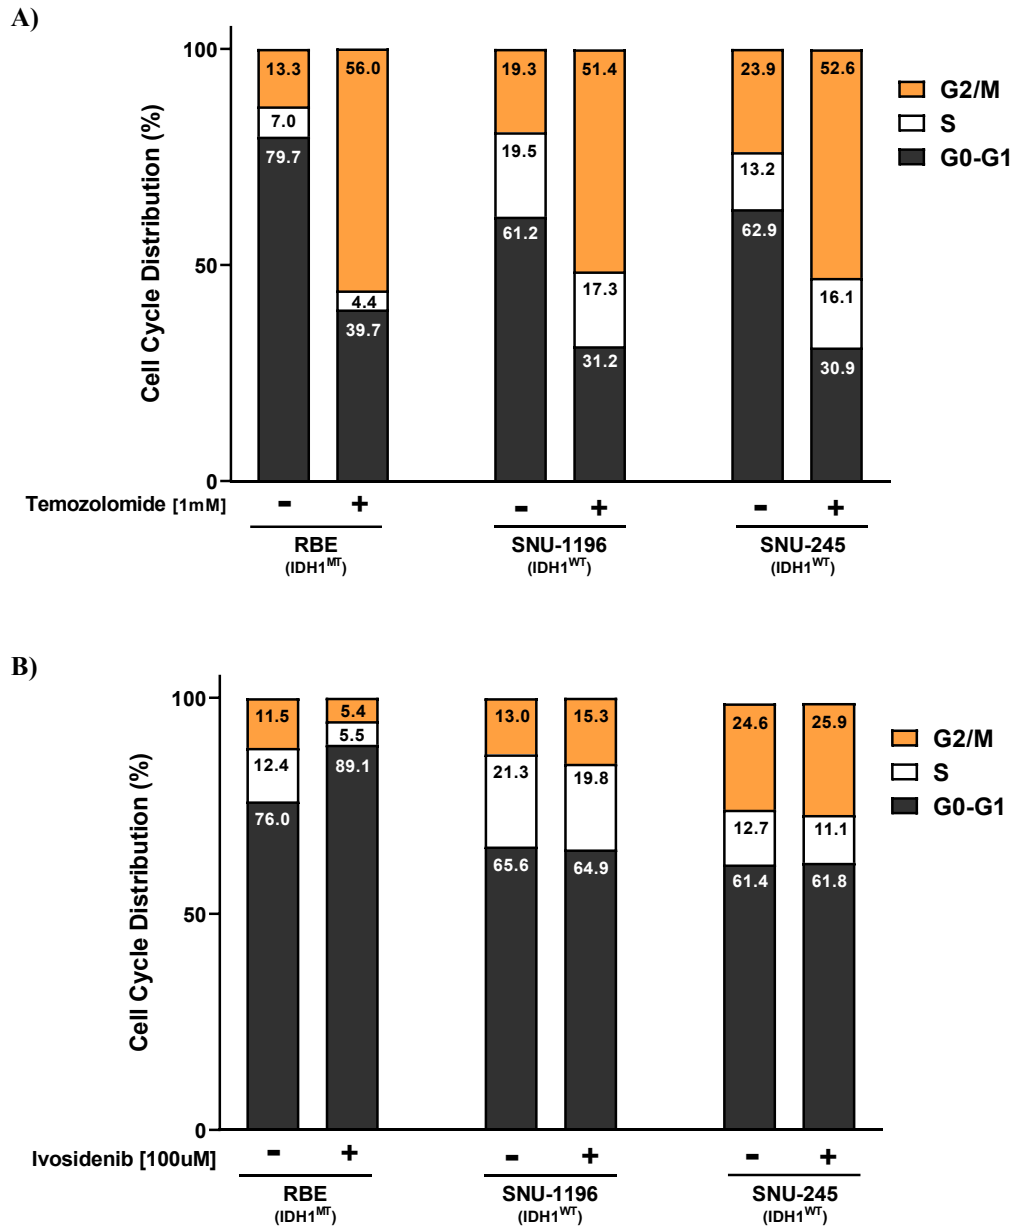 A)
Cell Cycle Distribution (%)
100
50
0
13.3 56.0 19.3 51.4 23.9 52.6
7.0 4.4 19.5 17.3 13.2 16.1
79.7 39.7 61.2 31.2 62.9 30.9
G2/M
S
G0-G1
Temozolomide [1mM] - + - + - +
RBE SNU-1196 SNU-245
(IDH1MT) (IDH1WT) (IDH1WT)
B)
Cell Cycle Distribution (%)
100
50
0
11.5 5.4 13.0 15.3 24.6 25.9
12.4 5.5 21.3 19.8 12.7 11.1
76.0 89.1 65.6 64.9 61.4 61.8
G2/M
S
G0-G1
Ivosidenib [100uM] - + - + - +
RBE SNU-1196 SNU-245
(IDH1MT) (IDH1WT) (IDH1WT)